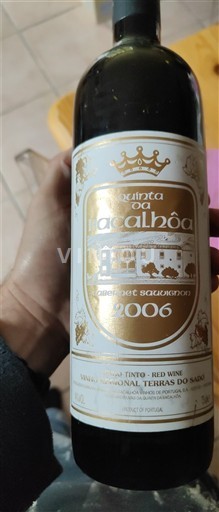 QUINTA
DA
BACALHÔA
CABERNET SAUVIGNON
2006
VINHO TINTO - RED WINE
VINHO REGIONAL TERRAS DO SADO
PRODUCT OF PORTUGAL